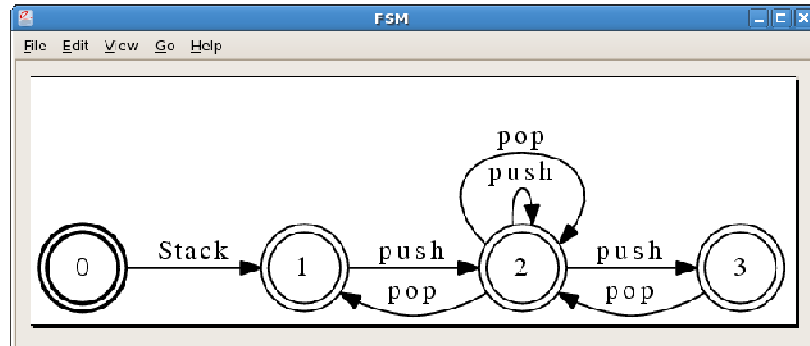 FSM
File Edit View Go Help
pop
push
Stack push push
0 1 2 3
pop pop